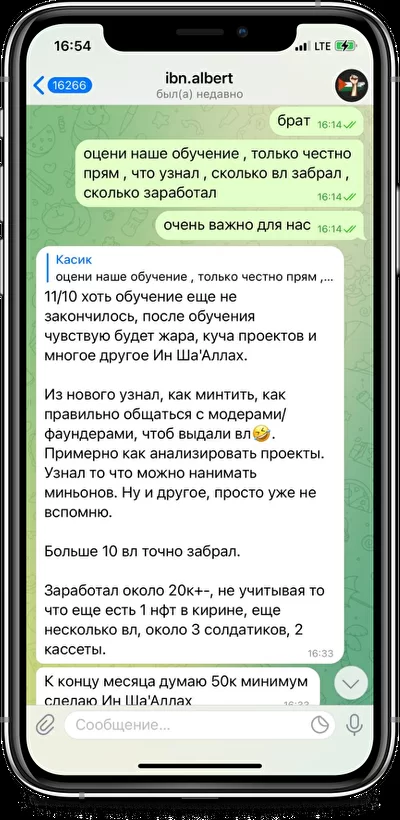 16:54
LTE
16266
ibn.albert
был(а) недавно
брат 16:14
оцени наше обучение , только честно
прям , что узнал , сколько вл забрал ,
сколько заработал 16:14
очень важно для нас 16:14
Касик
оцени наше обучение , только честно прям ,...
11/10 хоть обучение еще не
закончилось, после обучения
чувствую будет жара, куча проектов и
многое другое Ин Ша'Аллах.
Из нового узнал, как минтить, как
правильно общаться с модерами/
фаундерами, чтоб выдали вл🤣.
Примерно как анализировать проекты.
Узнал то что можно нанимать
миньонов. Ну и другое, просто уже не
вспомню.
Больше 10 вл точно забрал.
Заработал около 20к+-, не учитывая то
что еще есть 1 нфт в кирине, еще
несколько вл, около 3 солдатиков, 2
кассеты. 16:33
К концу месяца думаю 50к минимум
сделаю Ин Ша'Аллах 16:33
Сообщение...